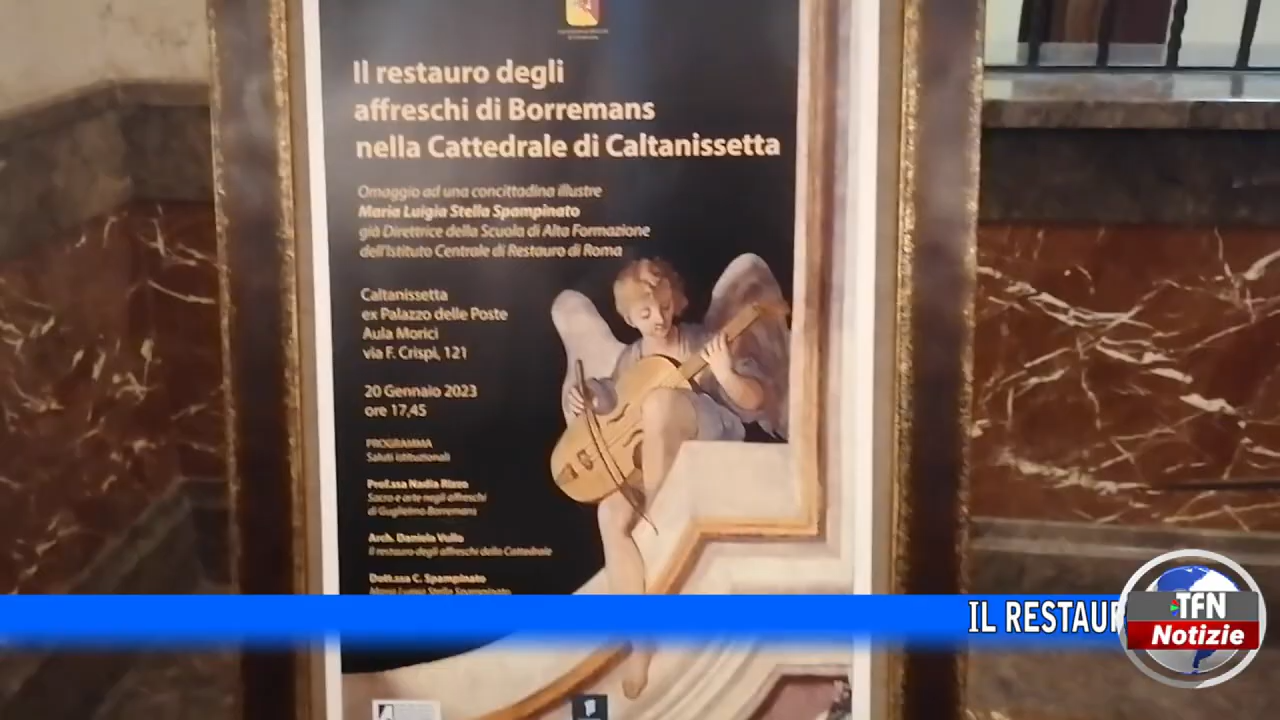 Il restauro degli
affreschi di Borremans
nella Cattedrale di Caltanissetta
Omaggio ad una concittadina illustre
Maria Luigia Stella Spampinato
già Direttrice della Scuola di Alta Formazione
dell'Istituto Centrale di Restauro di Roma
Caltanissetta
ex Palazzo delle Poste
Aula Morici
via F. Crispi, 121
20 Gennaio 2023
ore 17,45
PROGRAMMA
Saluti istituzionali
Prof.ssa Nadia Rizzo
Sacro e arte negli affreschi
di Guglielmo Borremans
Arch. Daniela Vullo
Il restauro degli affreschi della Cattedrale
Dott.ssa C. Spampinato
Maria Luigia Stella Spampinato
IL RESTAUR
TFN
Notizie